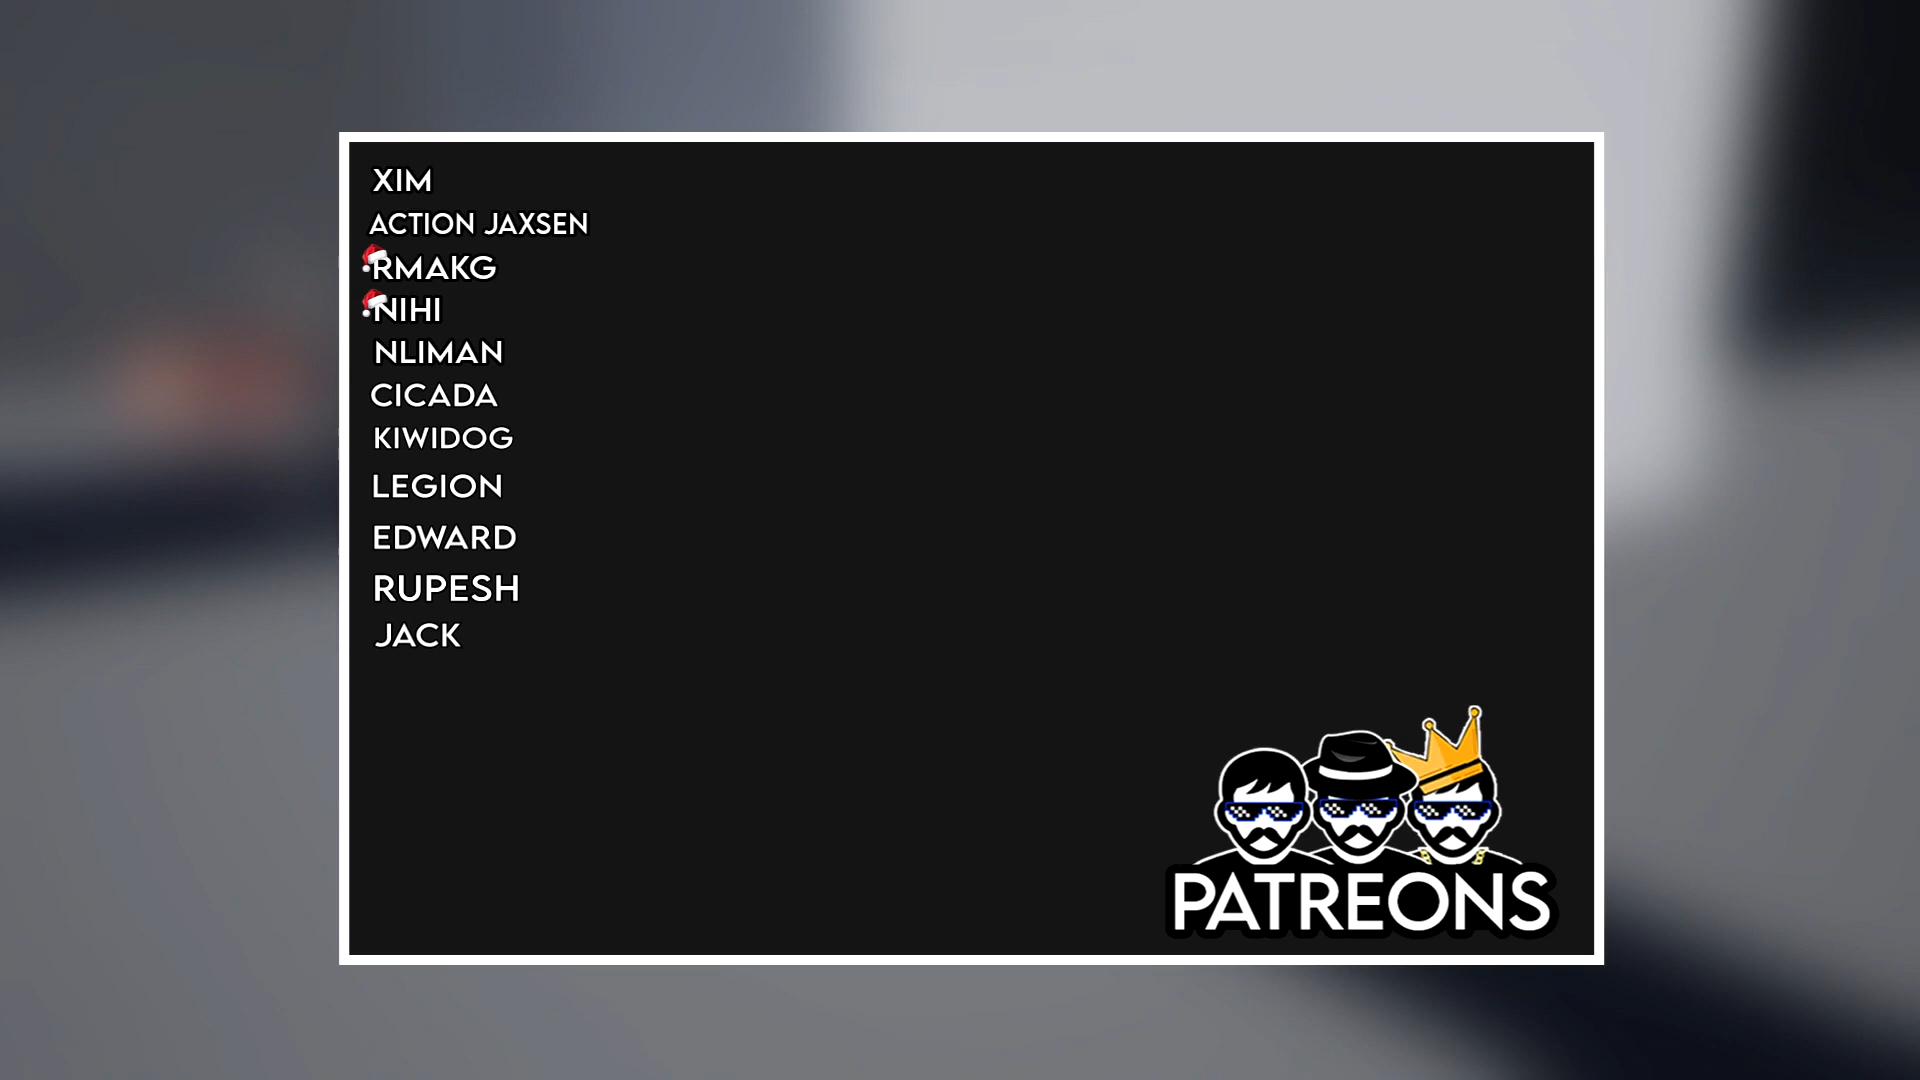 XIM
ACTION JAXSEN
RMAKG
NIHI
NLIMAN
CICADA
KIWIDOG
LEGION
EDWARD
RUPESH
JACK
PATREONS